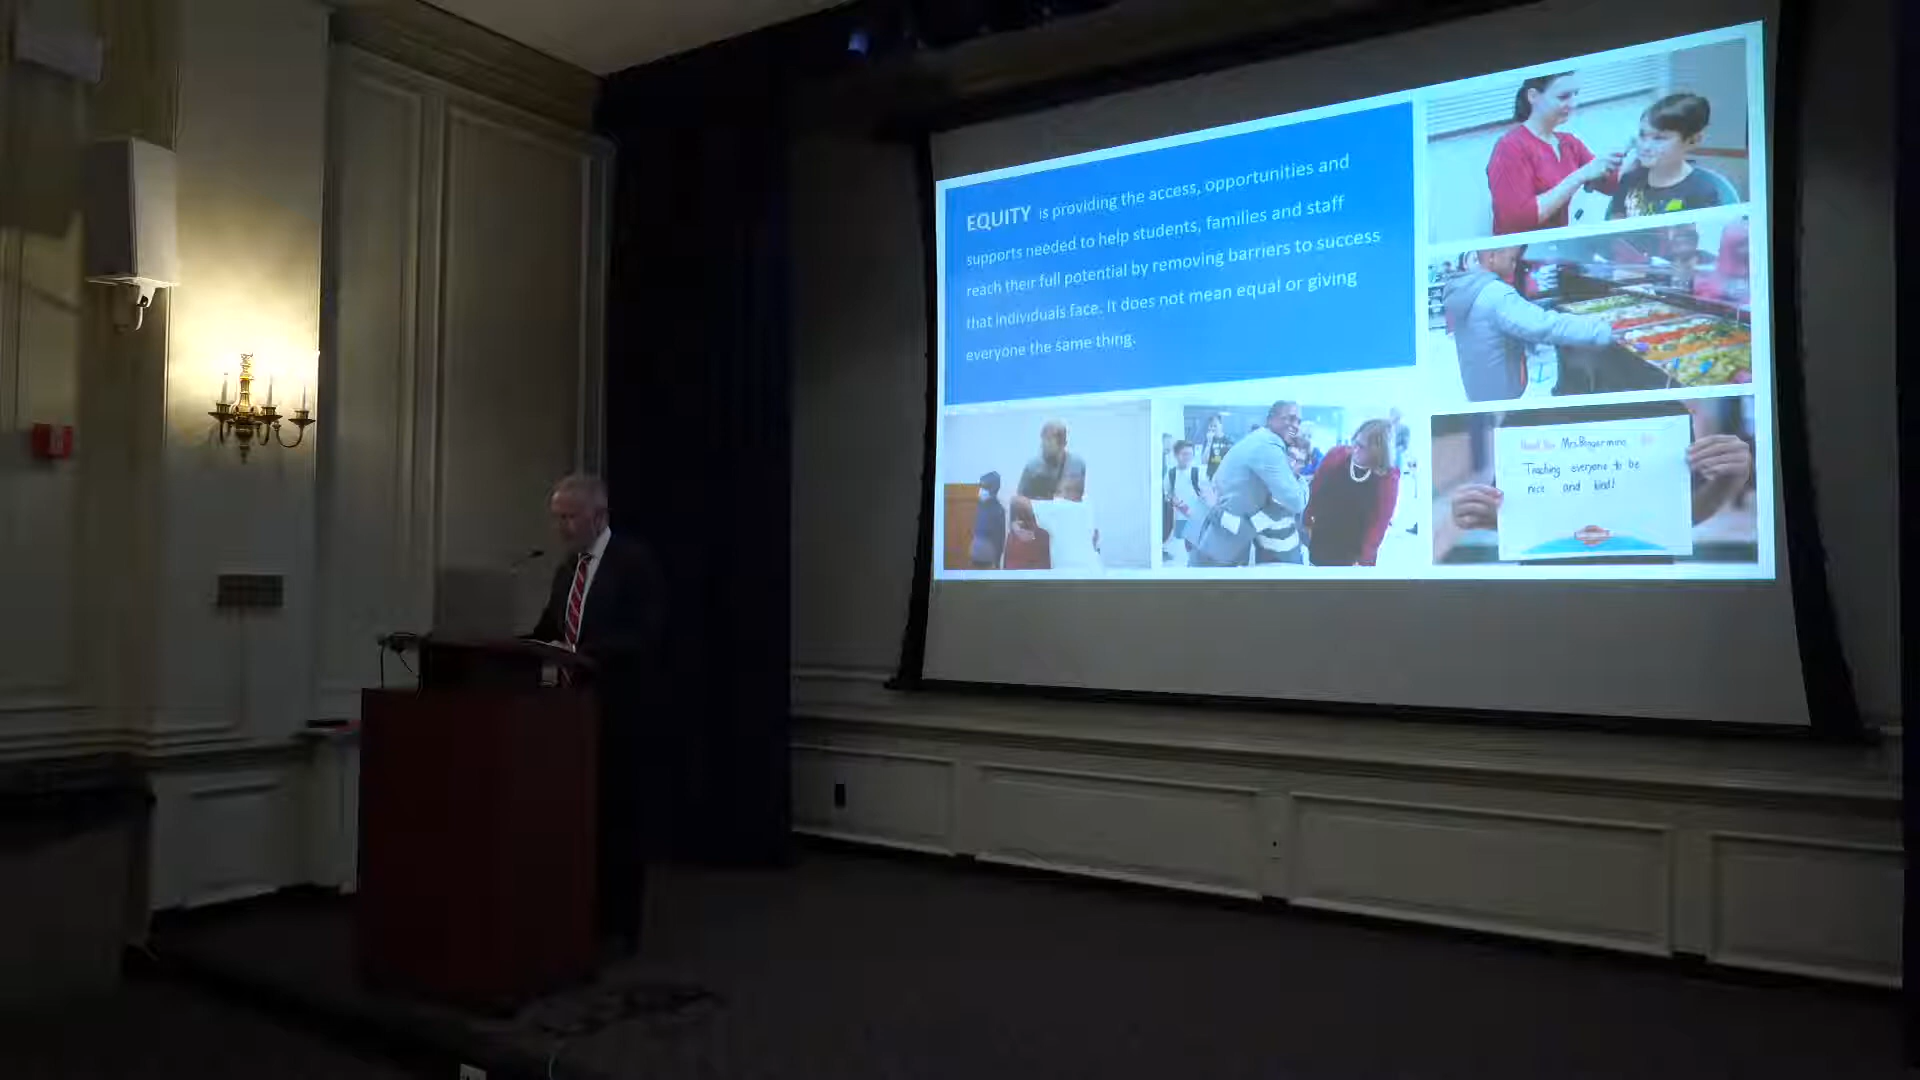 EQUITY is providing the access, opportunities and
supports needed to help students, families and staff
reach their full potential by removing barriers to success
that individuals face. It does not mean equal or giving
everyone the same thing.
Teaching everyone to be
nice and kind!